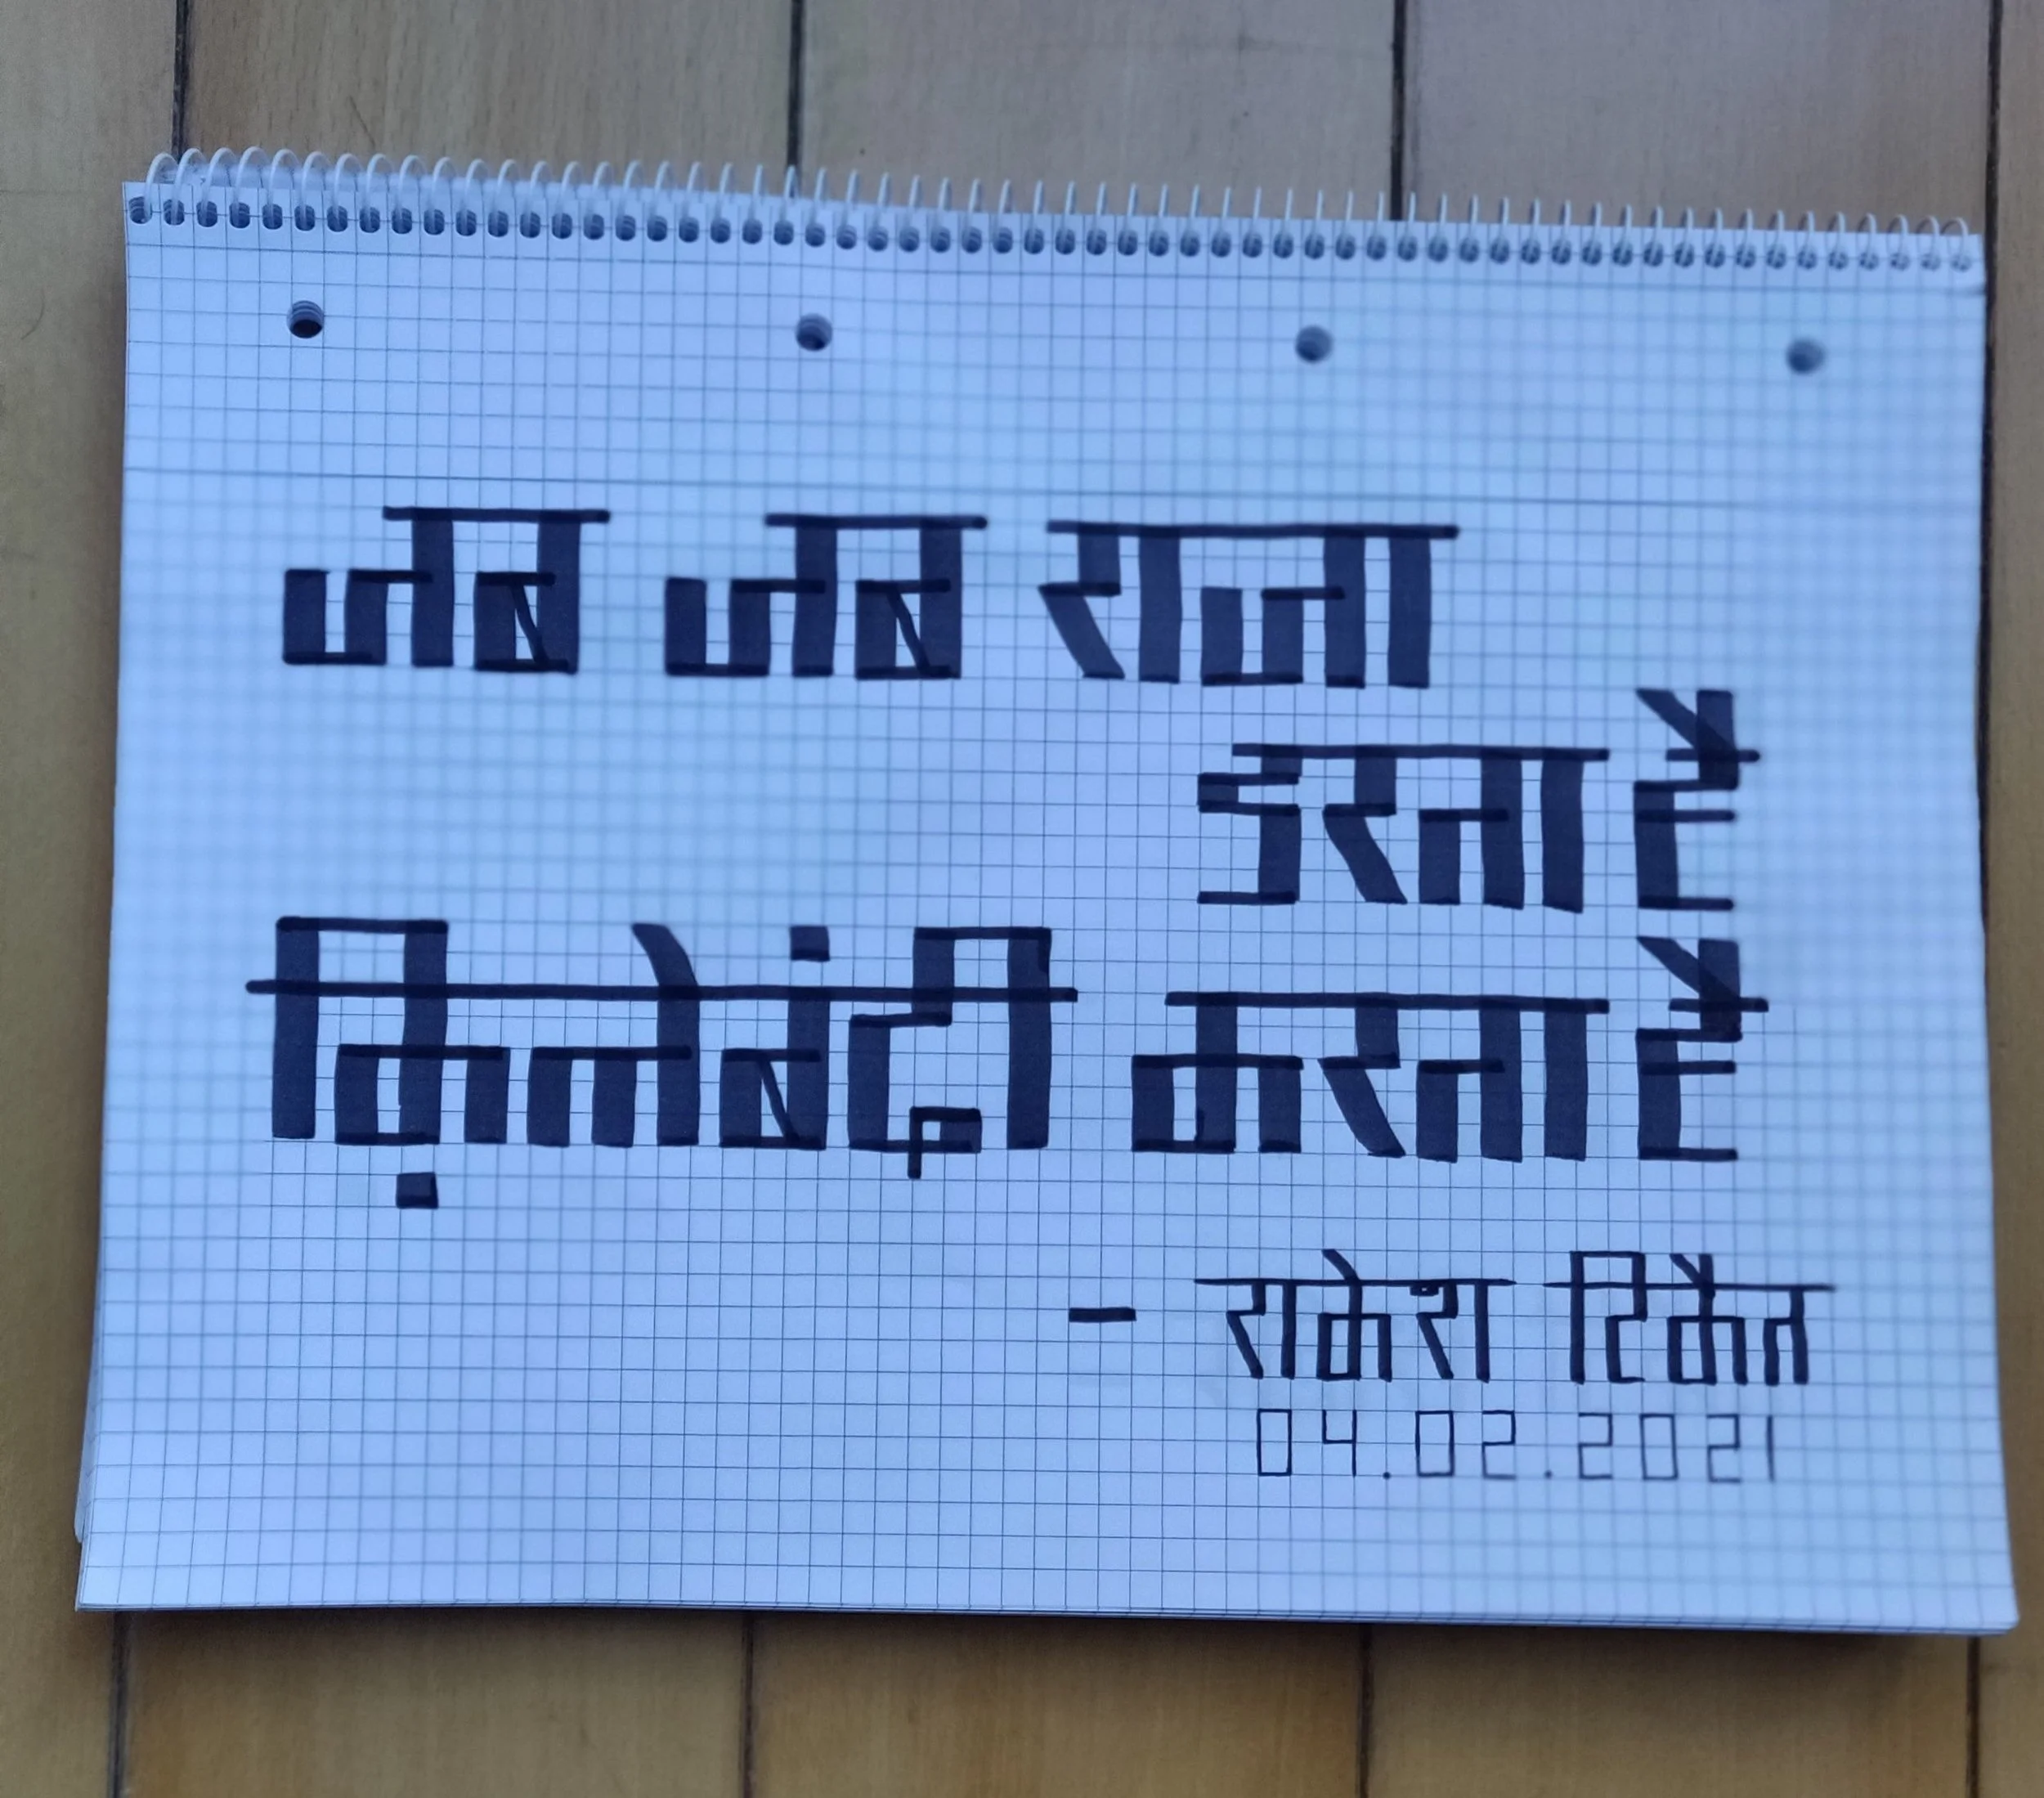 जब जब राजा
डरता है
क़िलेबंदी करता है
- राकेश टिकैत
04.02.2021